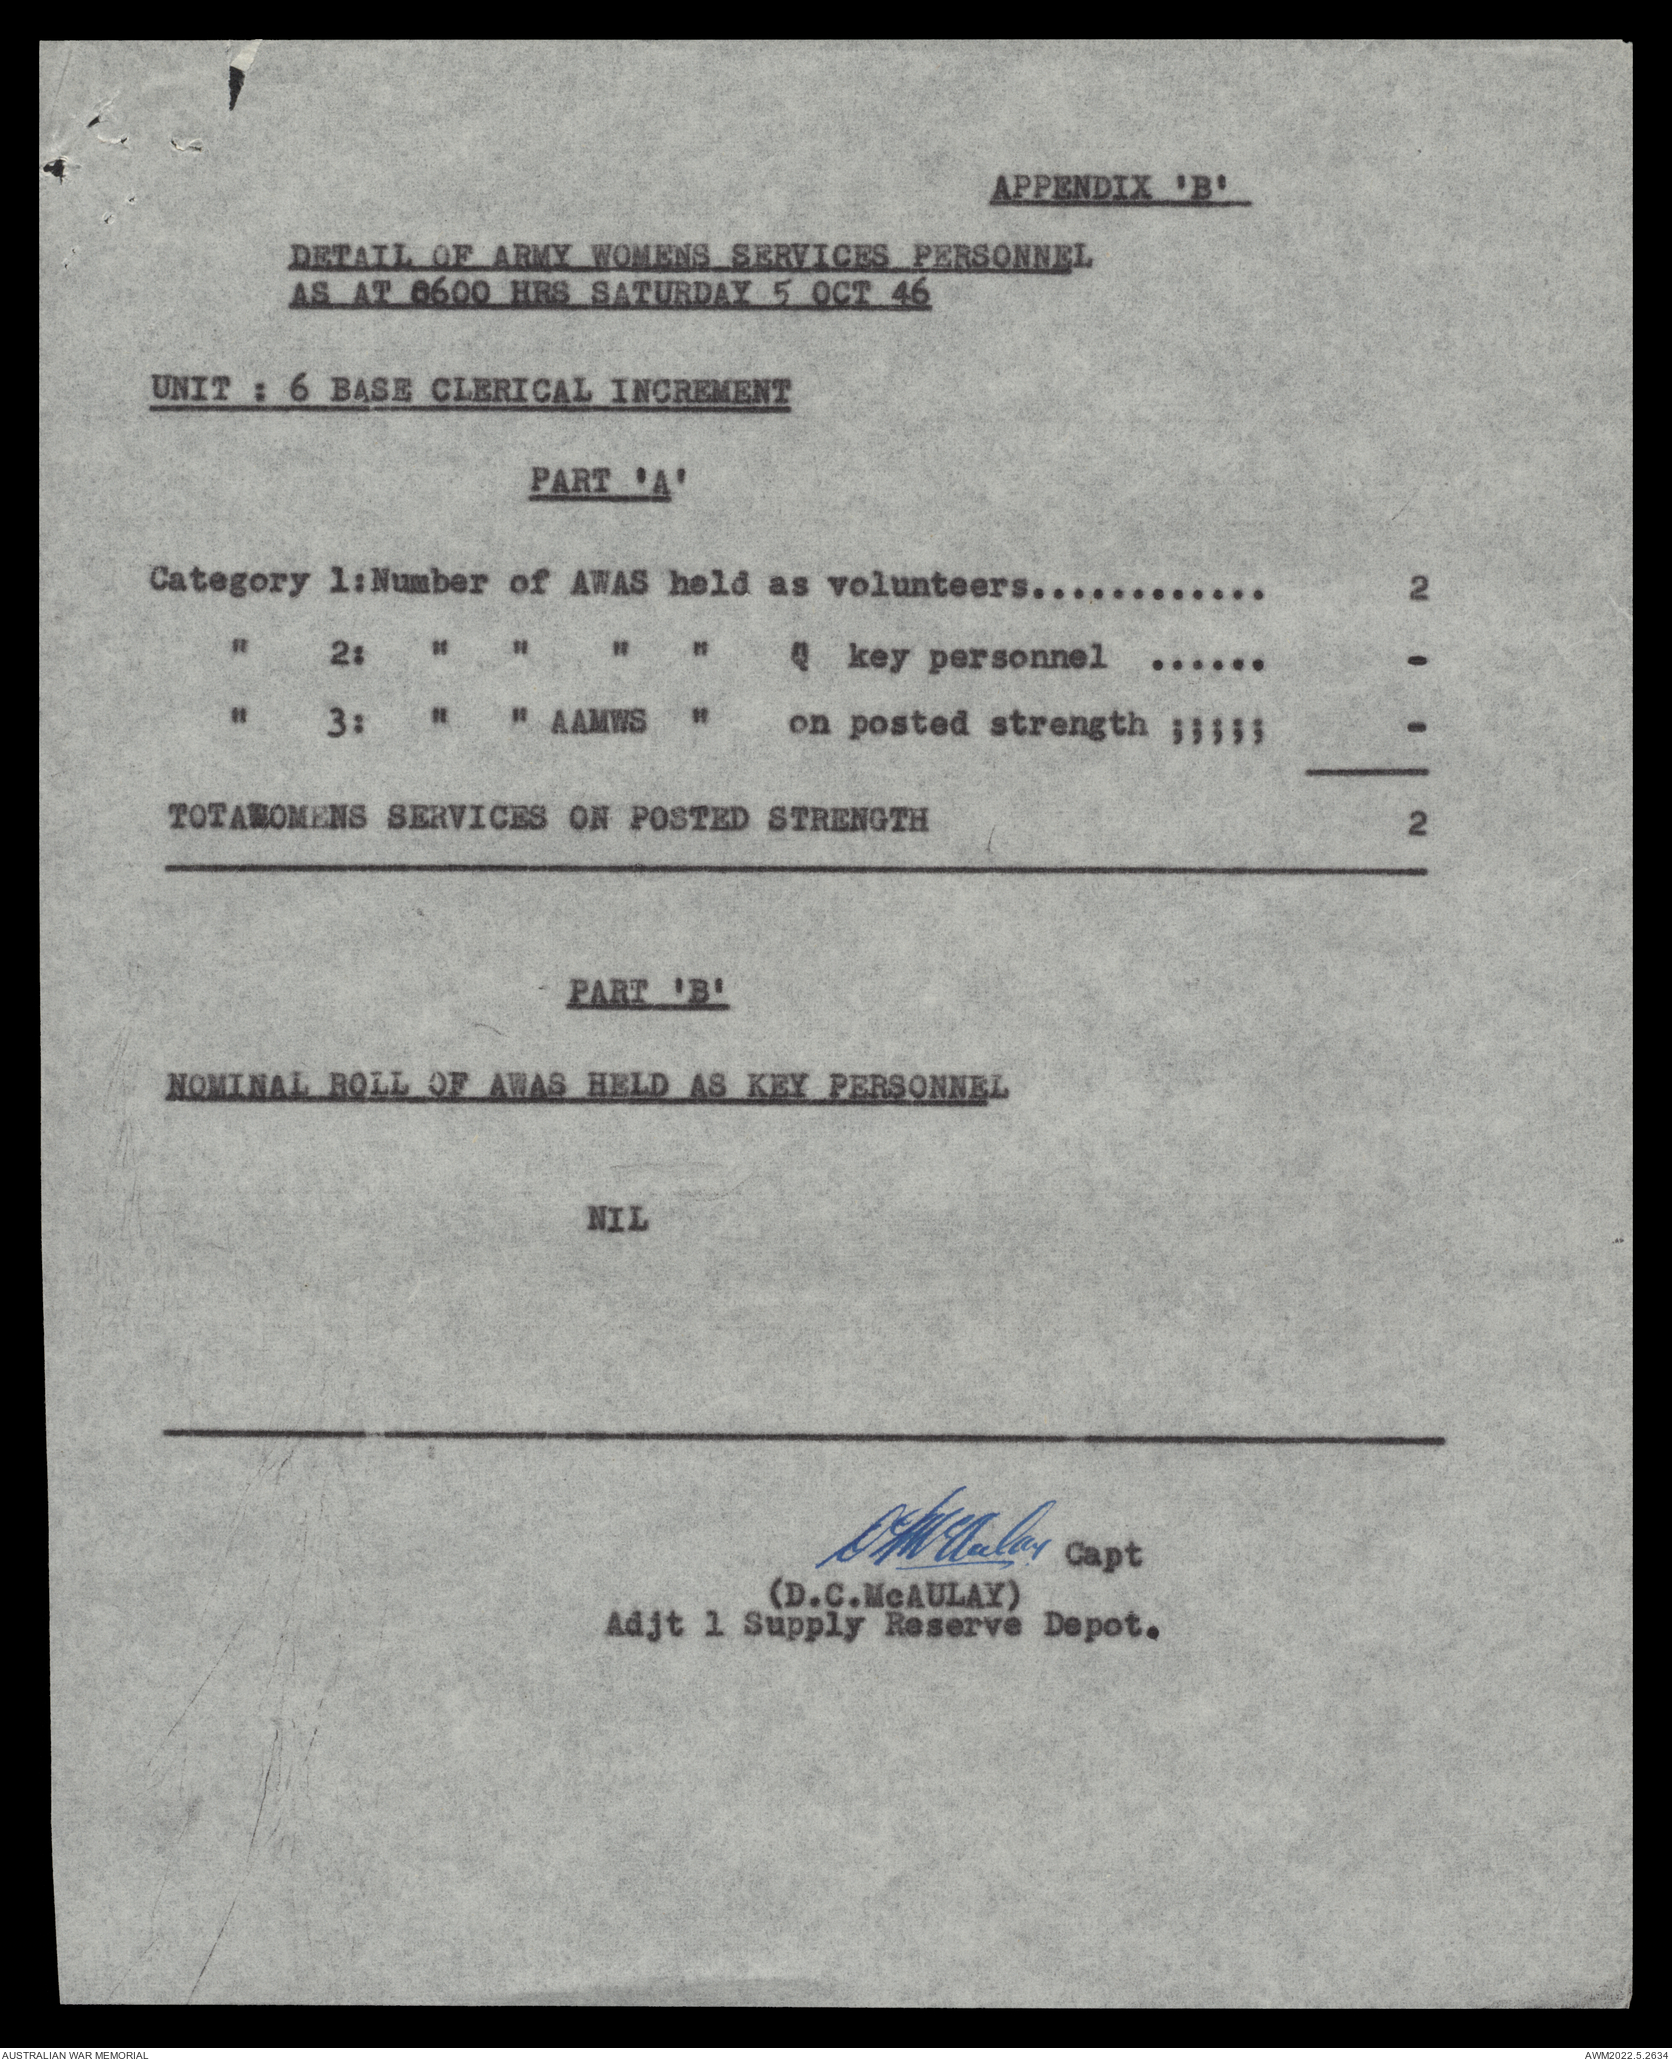 APPENDIX 'B'
DETAIL OF ARMY WOMENS SERVICES PERSONNEL
AS AT 0600 HRS SATURDAY 5 OCT 46
UNIT : 6 BASE CLERICAL INCREMENT
PART 'A'
Category 1:Number of AWAS held as volunteers............ 2
" 2: " " " " " key personnel ...... -
" 3: " " AAMWS " on posted strength ;;;;; -
TOTAWOMENS SERVICES ON POSTED STRENGTH 2
PART 'B'
NOMINAL ROLL OF AWAS HELD AS KEY PERSONNEL
NIL
DCMcAulay Capt
(D.C.McAULAY)
Adjt 1 Supply Reserve Depot.
AUSTRALIAN WAR MEMORIAL AWM2022.5.2634